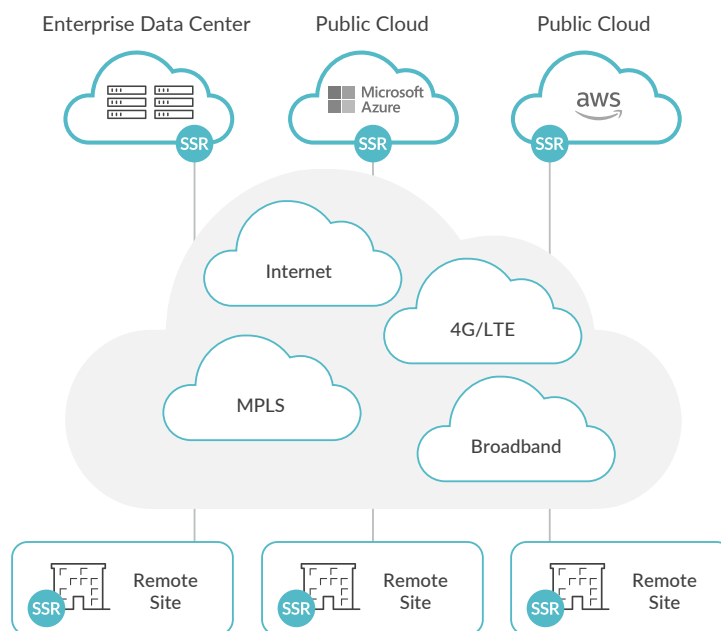 Enterprise Data Center
Public Cloud
Public Cloud
Microsoft
Azure
aws
SSR
SSR
SSR
Internet
4G/LTE
MPLS
Broadband
Remote
Site
SSR
Remote
Site
SSR
Remote
Site
SSR